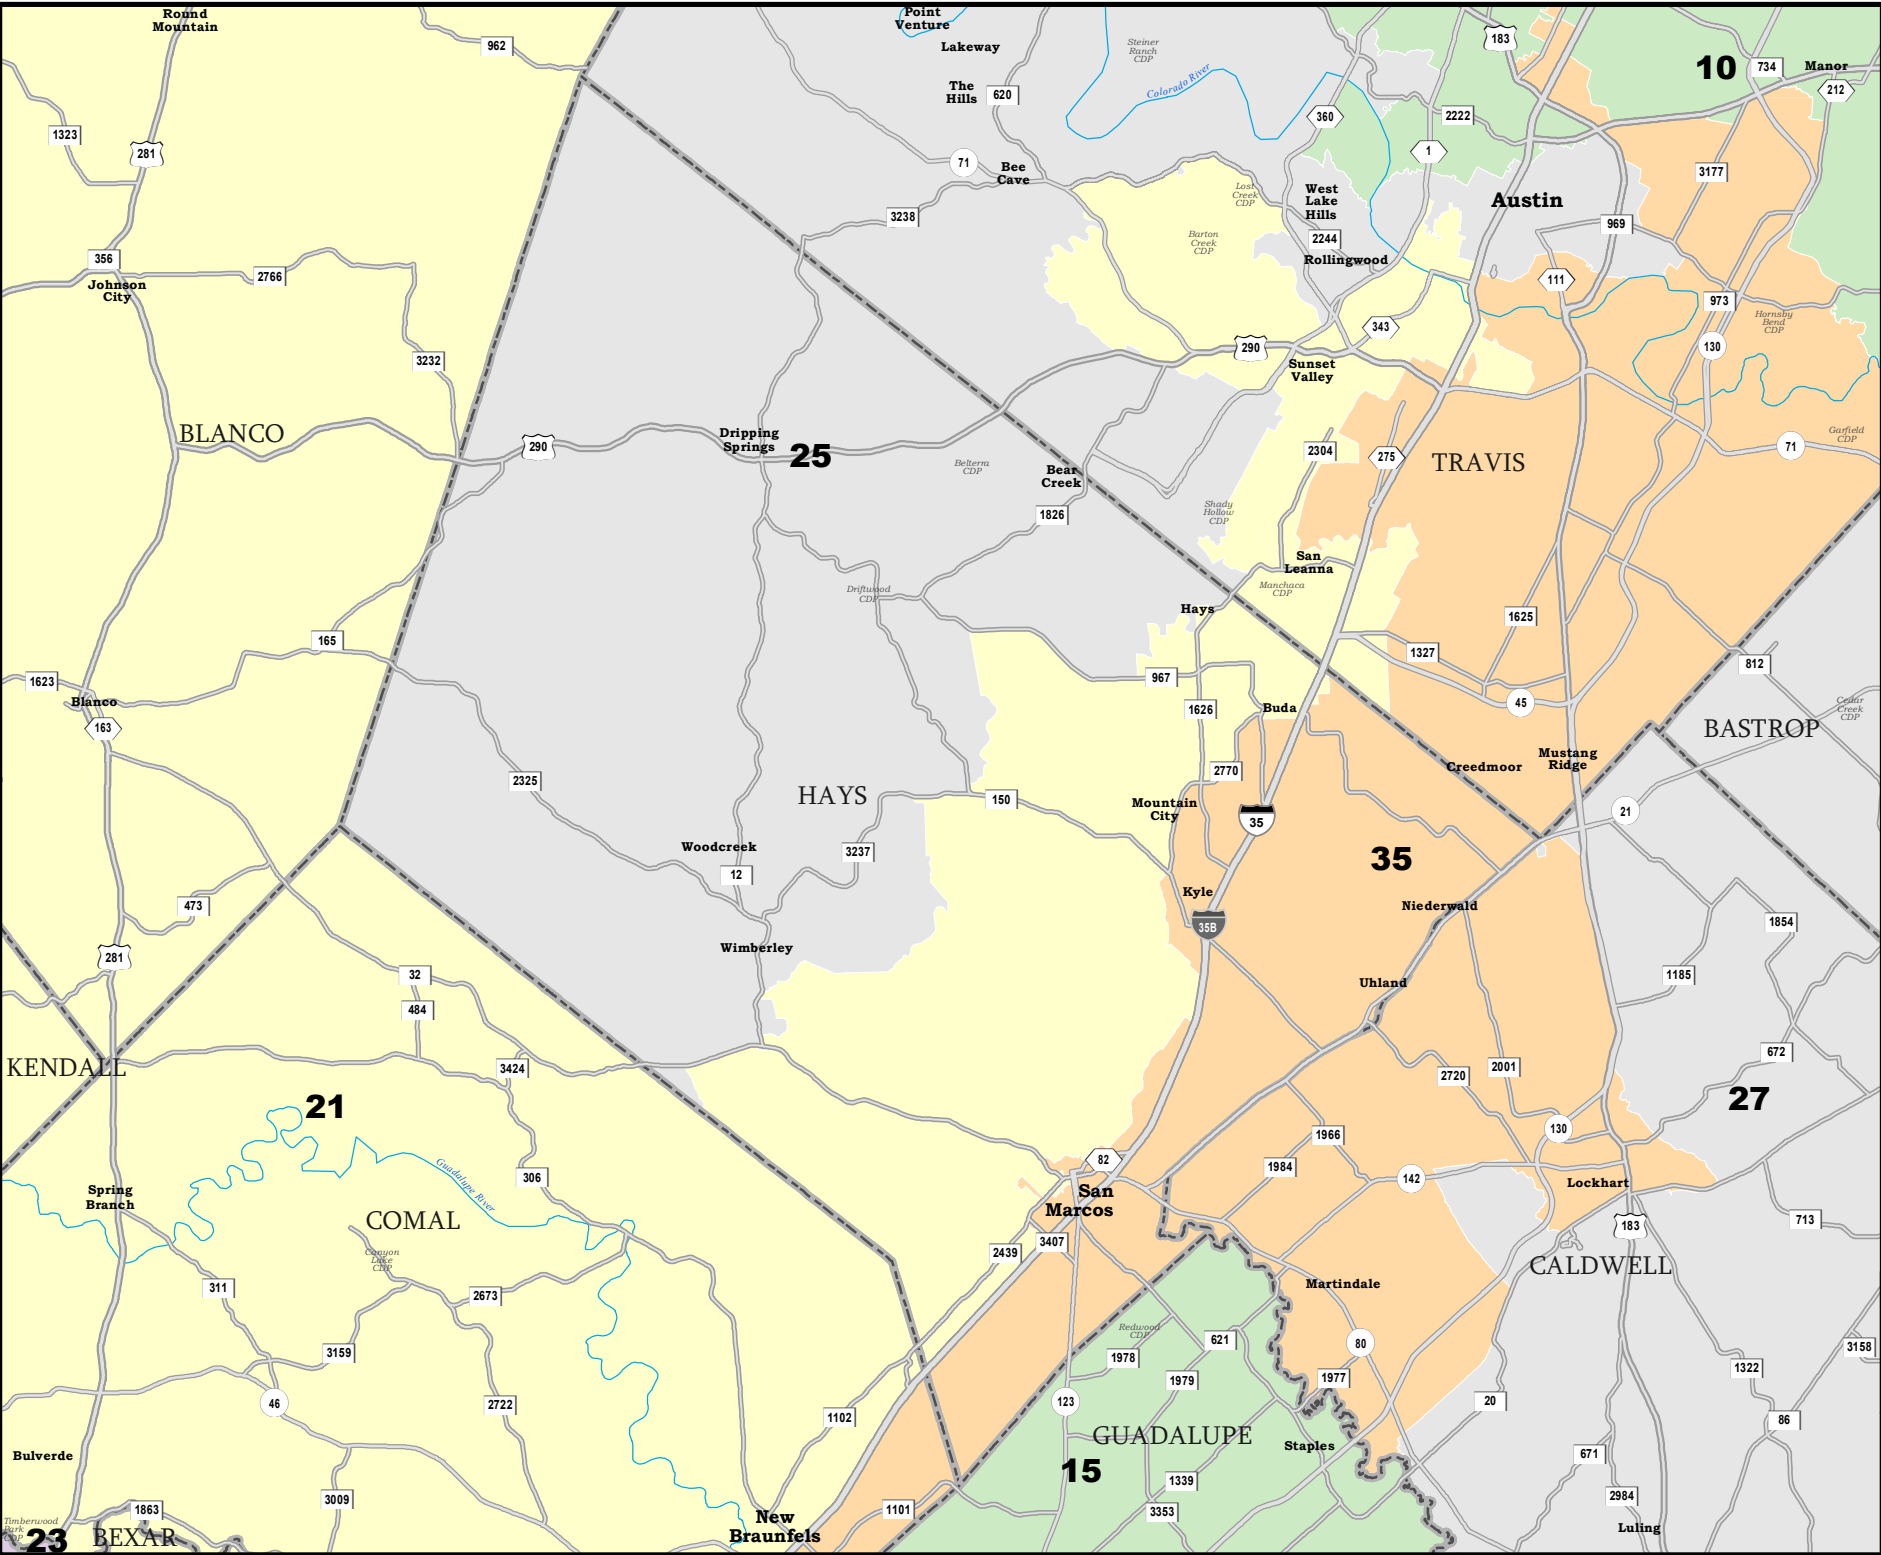 Round
Mountain
962
Point
Venture
Lakeway
The
Hills
620
Steiner
Ranch
CDP
Colorado River
183
10
734
Manor
212
1323
281
360
2222
1
71
Bee
Cave
3238
Lost
Creek
CDP
West
Lake
Hills
2244
Rollingwood
Austin
3177
969
Barton
Creek
CDP
356
Johnson
City
2766
111
973
Hornsby
Bend
CDP
130
343
290
Sunset
Valley
3232
BLANCO
290
Dripping
Springs
25
Belterra
CDP
Bear
Creek
1826
2304
275
TRAVIS
71
Garfield
CDP
Shady
Hollow
CDP
San
Leanna
Manchaca
CDP
Driftwood
CDP
Hays
1625
165
1327
812
1623
Blanco
163
967
1626
Buda
45
Cedar
Creek
CDP
BASTROP
Creedmoor
Mustang
Ridge
2325
HAYS
150
2770
Mountain
City
35
21
Woodcreek
12
3237
35
Kyle
35B
Niederwald
473
1854
Wimberley
281
32
484
Uhland
1185
KENDALL
3424
2720
2001
672
21
27
Guadalupe River
306
82
1966
1984
130
142
Lockhart
Spring
Branch
COMAL
San
Marcos
183
713
Canyon
Lake
CDP
2439
3407
CALDWELL
311
2673
Martindale
3159
Redwood
CDP
1978
621
80
1979
1977
3158
1322
46
2722
1102
123
20
86
GUADALUPE
Staples
Bulverde
15
671
1339
3009
1863
1101
3353
2984
Timberwood
Park
CDP
23
BEXAR
New
Braunfels
Luling